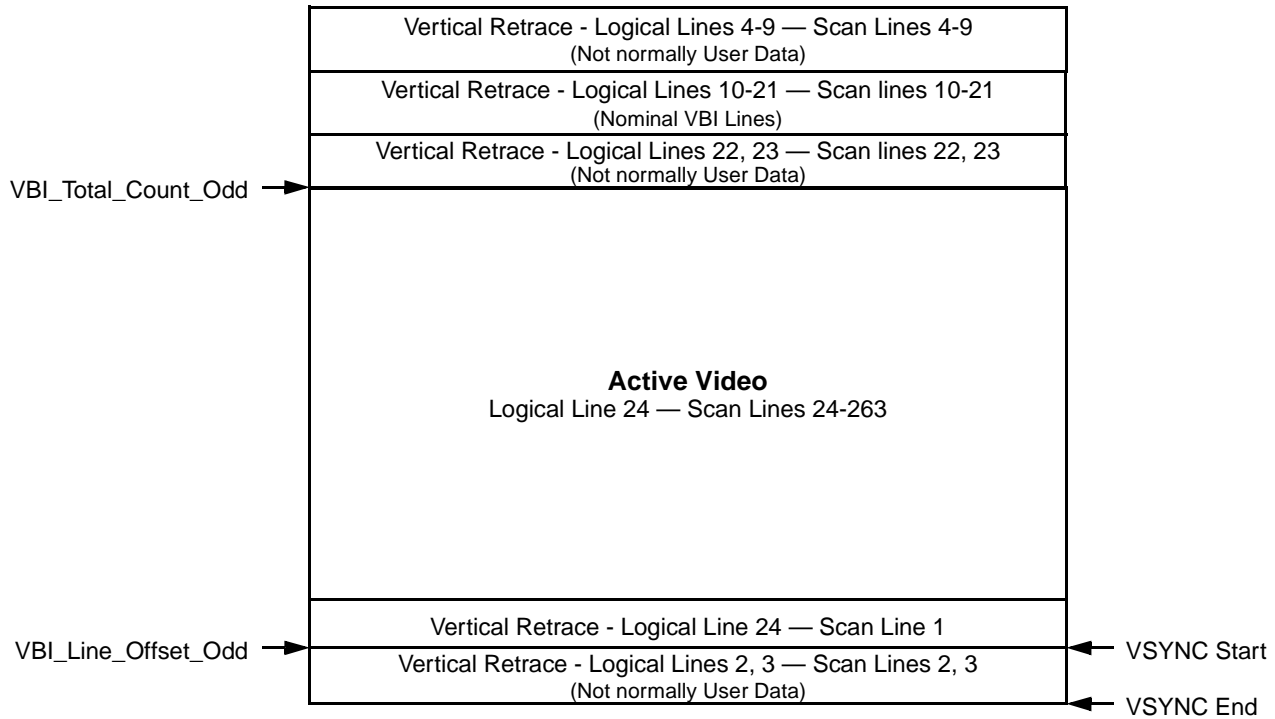 Vertical Retrace - Logical Lines 4-9 — Scan Lines 4-9
(Not normally User Data)
Vertical Retrace - Logical Lines 10-21 — Scan lines 10-21
(Nominal VBI Lines)
Vertical Retrace - Logical Lines 22, 23 — Scan lines 22, 23
(Not normally User Data)
VBI_Total_Count_Odd
Active Video
Logical Line 24 — Scan Lines 24-263
Vertical Retrace - Logical Line 24 — Scan Line 1
VBI_Line_Offset_Odd
VSYNC Start
Vertical Retrace - Logical Lines 2, 3 — Scan Lines 2, 3
(Not normally User Data)
VSYNC End